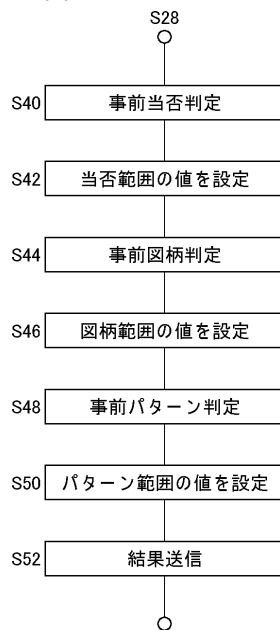 S28
S40 事前当否判定
S42 当否範囲の値を設定
S44 事前図柄判定
S46 図柄範囲の値を設定
S48 事前パターン判定
S50 パターン範囲の値を設定
S52 結果送信